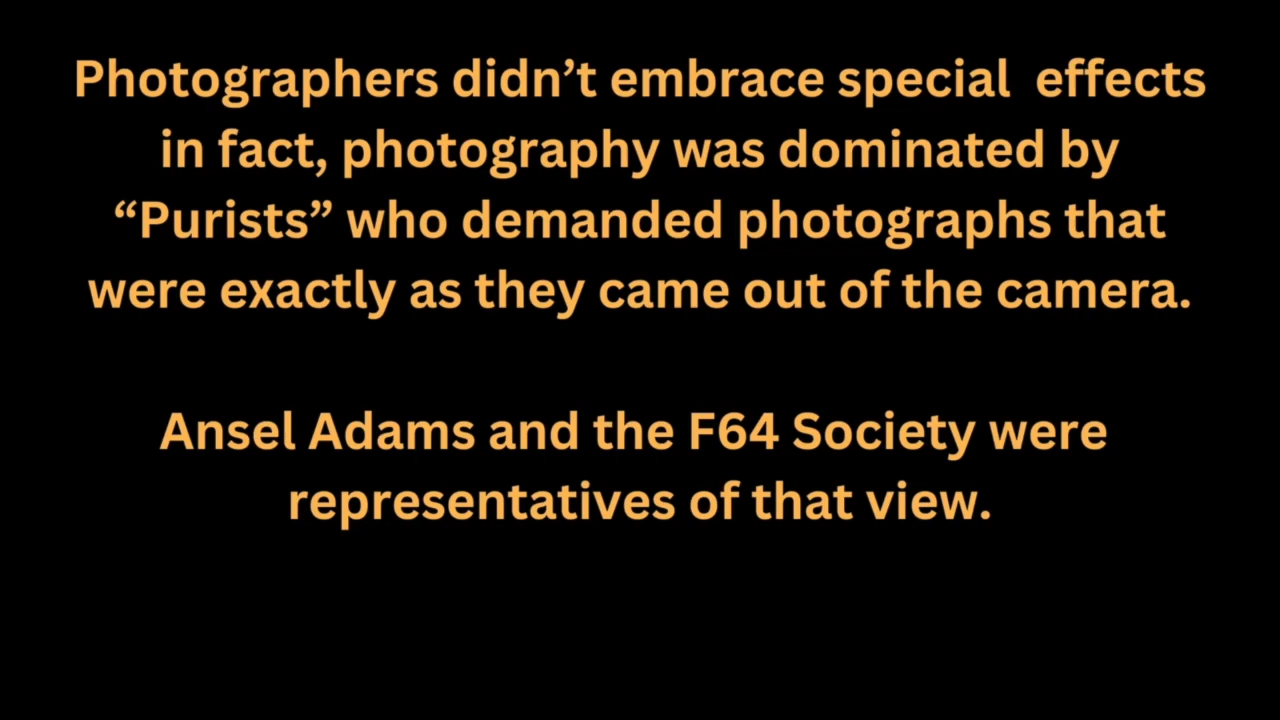 Photographers didn’t embrace special  effects
in fact, photography was dominated by
“Purists” who demanded photographs that
were exactly as they came out of the camera.
Ansel Adams and the F64 Society were
representatives of that view.